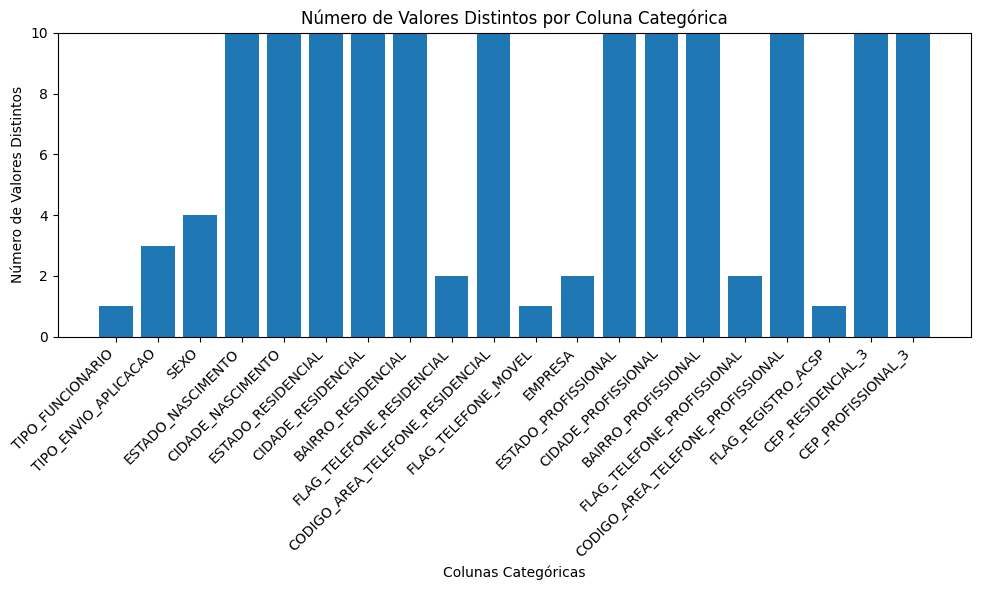 Número de Valores Distintos por Coluna Categórica
Número de Valores Distintos
10
8
6
4
2
0
TIPO_FUNCIONARIO
TIPO_ENVIO_APLICACAO
SEXO
ESTADO_NASCIMENTO
CIDADE_NASCIMENTO
ESTADO_RESIDENCIAL
CIDADE_RESIDENCIAL
BAIRRO_RESIDENCIAL
FLAG_TELEFONE_RESIDENCIAL
CODIGO_AREA_TELEFONE_RESIDENCIAL
FLAG_TELEFONE_MOVEL
EMPRESA
ESTADO_PROFISSIONAL
CIDADE_PROFISSIONAL
BAIRRO_PROFISSIONAL
FLAG_TELEFONE_PROFISSIONAL
CODIGO_AREA_TELEFONE_PROFISSIONAL
FLAG_REGISTRO_ACSP
CEP_RESIDENCIAL_3
CEP_PROFISSIONAL_3
Colunas Categóricas